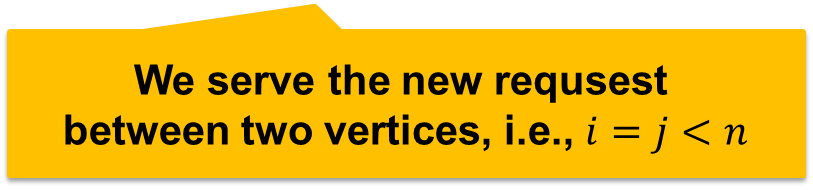 We serve the new requsest
between two vertices, i.e., 𝑖 = 𝑗 < 𝑛